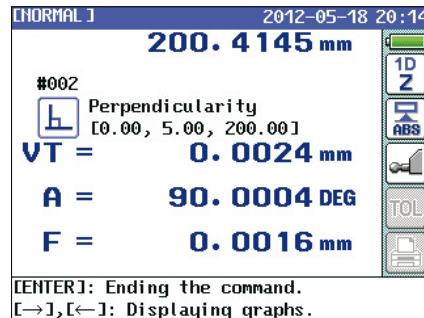 [NORMAL] 2012-05-18 20:14
200.4145 mm
1D
Z
#002
Perpendicularity
[0.00, 5.00, 200.00]
ABS
VT = 0.0024 mm
A = 90.0004 DEG
TOL
F = 0.0016 mm
[ENTER]: Ending the command.
[→],[←]: Displaying graphs.